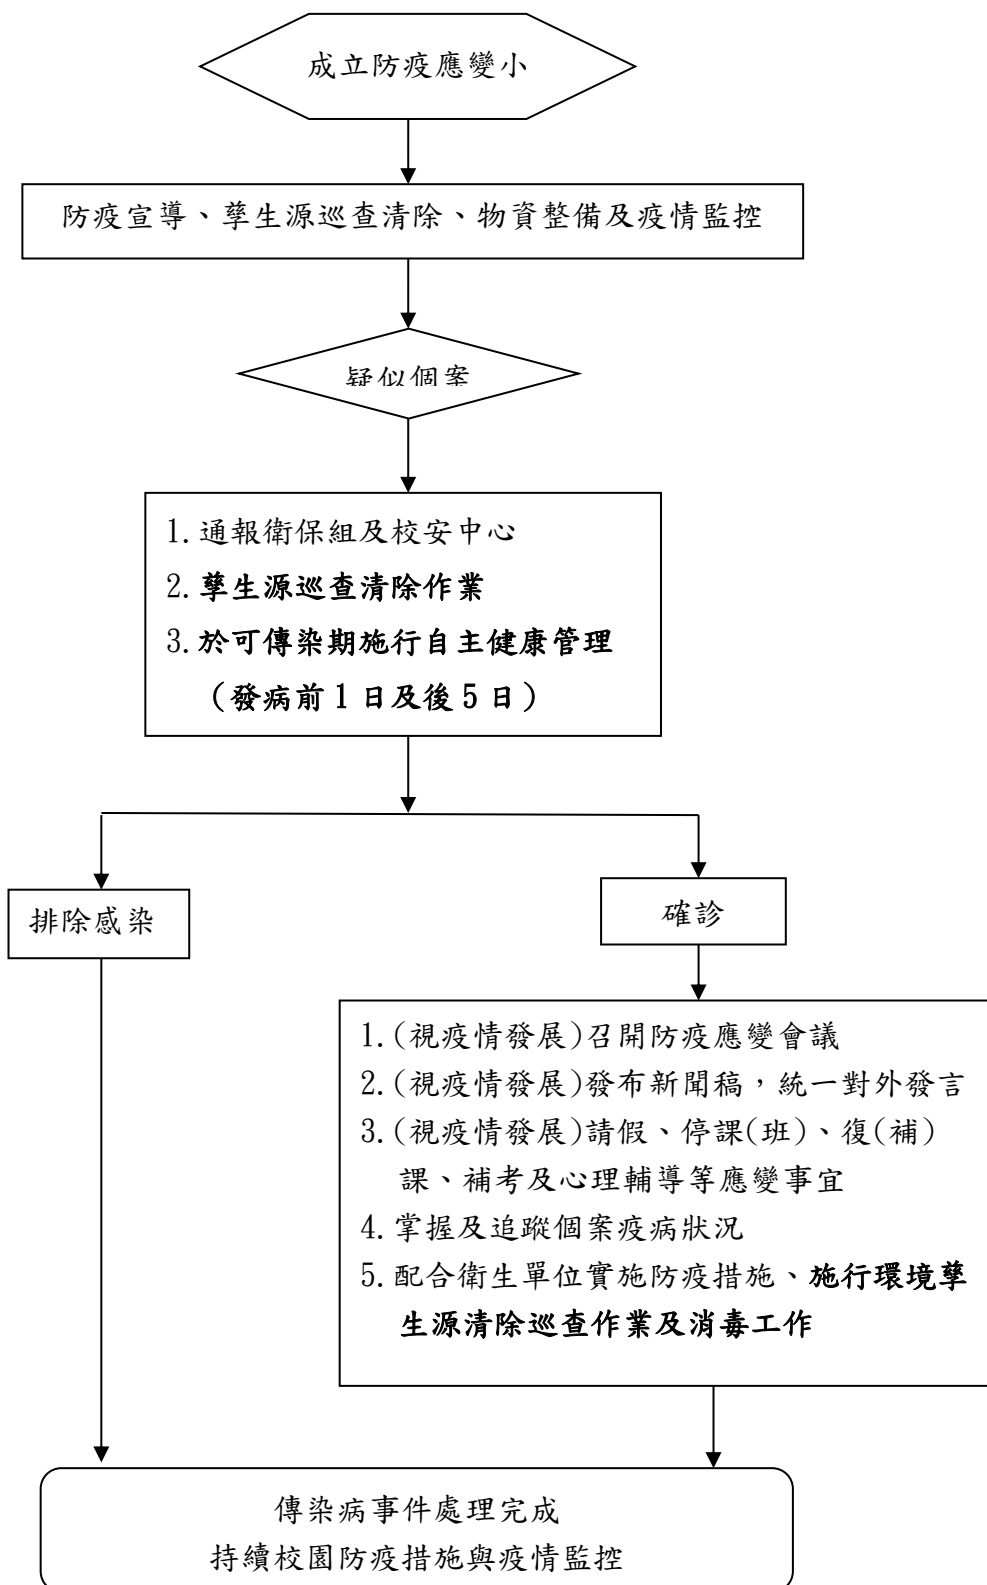 成立防疫應變小
防疫宣導、孳生源巡查清除、物資整備及疫情監控
疑似個案
1.通報衛保組及校安中心
2.孳生源巡查清除作業
3.於可傳染期施行自主健康管理
（發病前1日及後5日）
排除感染
確診
1.(視疫情發展)召開防疫應變會議
2.(視疫情發展)發布新聞稿，統一對外發言
3.(視疫情發展)請假、停課(班)、復(補)
課、補考及心理輔導等應變事宜
4.掌握及追蹤個案疫病狀況
5.配合衛生單位實施防疫措施、施行環境孳
生源清除巡查作業及消毒工作
傳染病事件處理完成
持續校園防疫措施與疫情監控